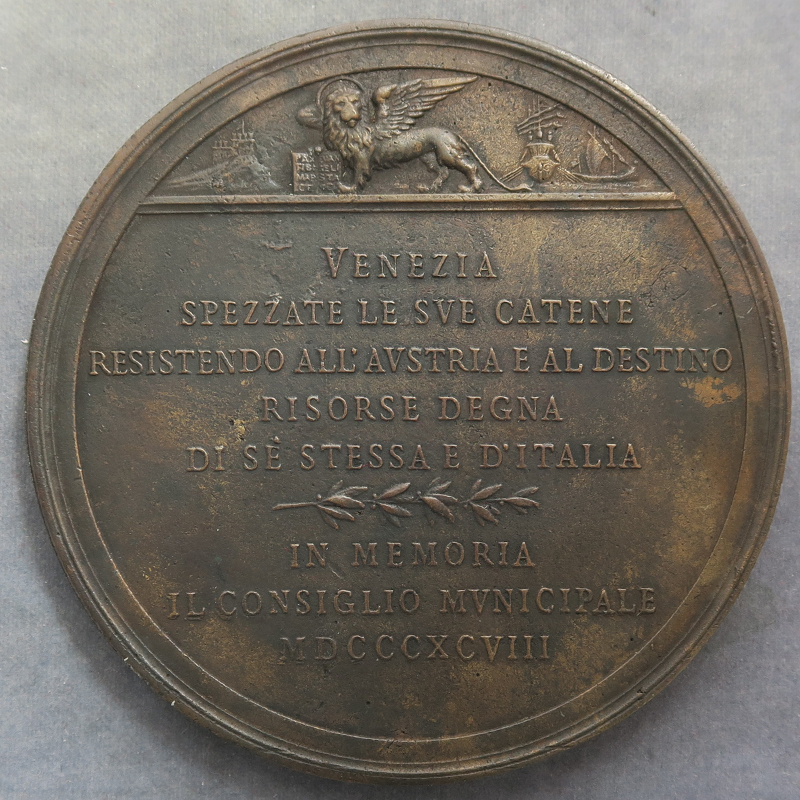 VENEZIA
SPEZZATE LE SVE CATENE
RESISTENDO ALL'AVSTRIA E AL DESTINO
RISORSE DEGNA
DI SÈ STESSA E D'ITALIA
IN MEMORIA
IL CONSIGLIO MVNICIPALE
MDCCCXCVIII